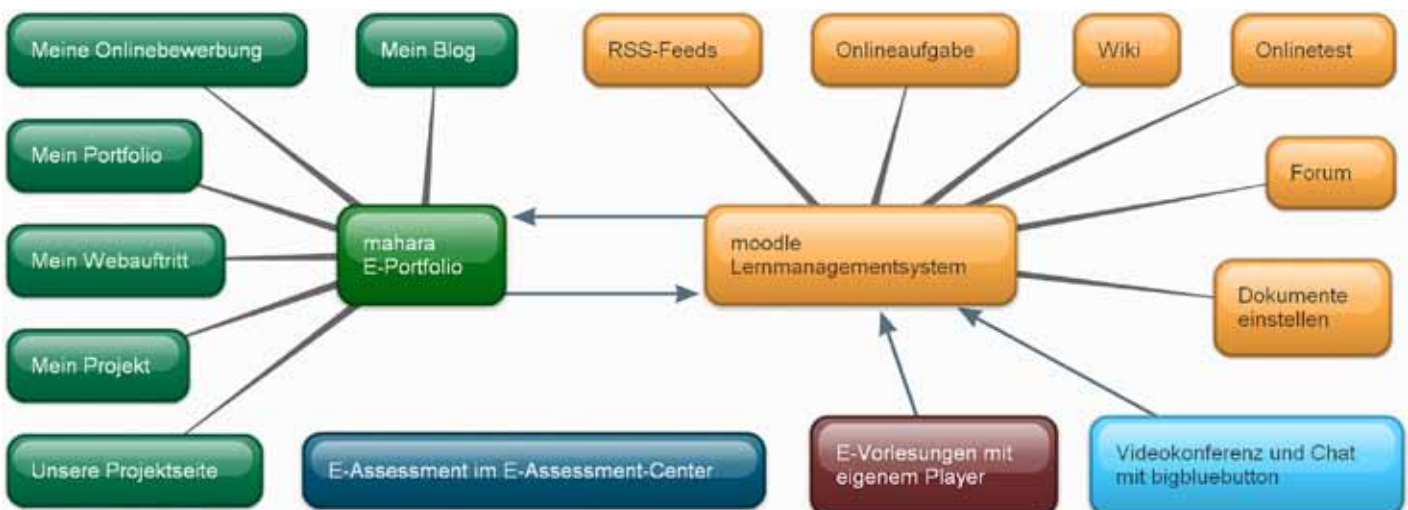 Meine Onlinebewerbung
Mein Blog
RSS-Feeds
Onlineaufgabe
Wiki
Onlinetest
Mein Portfolio
Forum
Mein Webauftritt
mahara
E-Portfolio
moodle
Lernmanagementsystem
Dokumente
einstellen
Mein Projekt
Unsere Projektseite
E-Assessment im E-Assessment-Center
E-Vorlesungen mit
eigenem Player
Videokonferenz und Chat
mit bigbluebutton